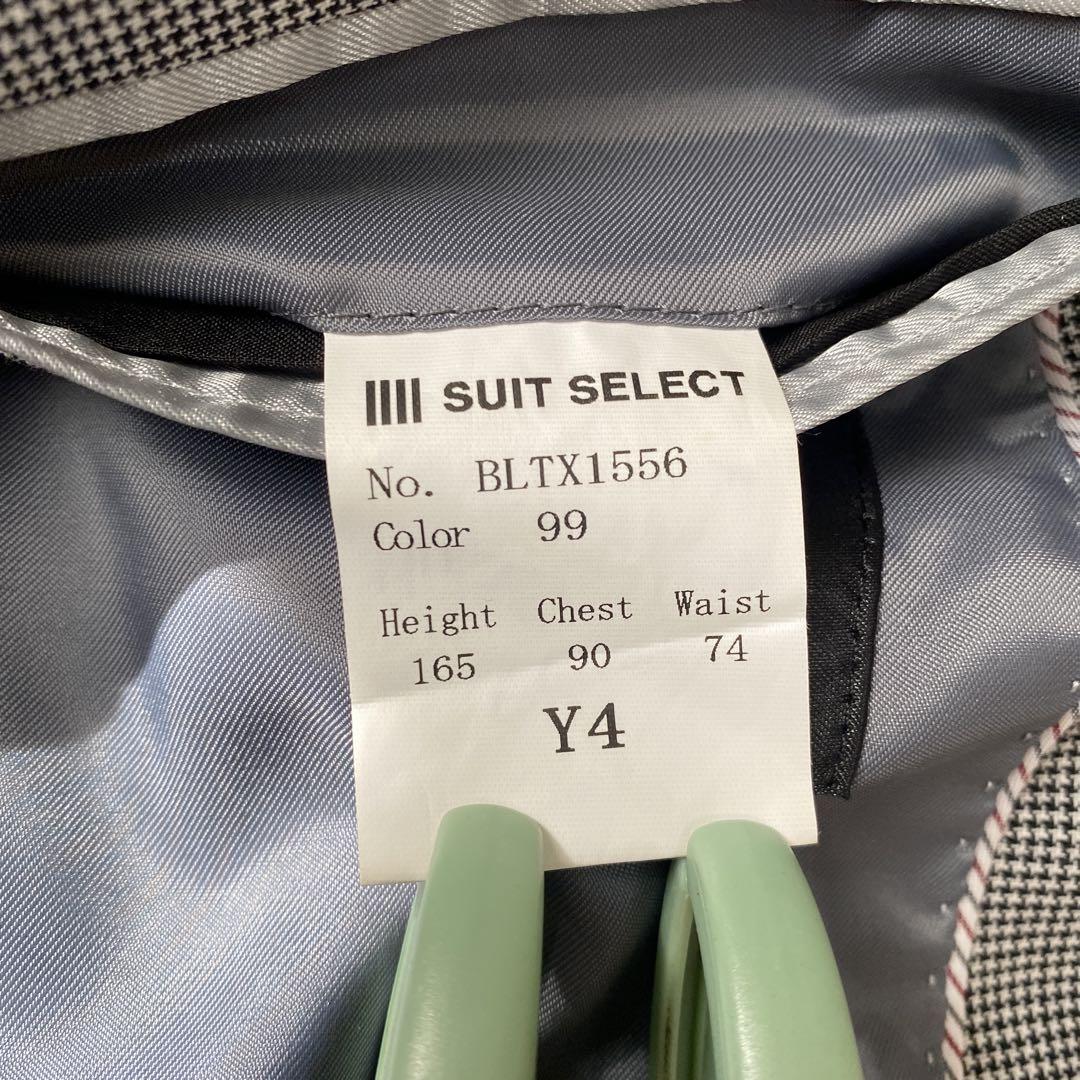 SUIT SELECT
No. BLTX1556
Color 99
Height Chest Waist
165 90 74
Y4